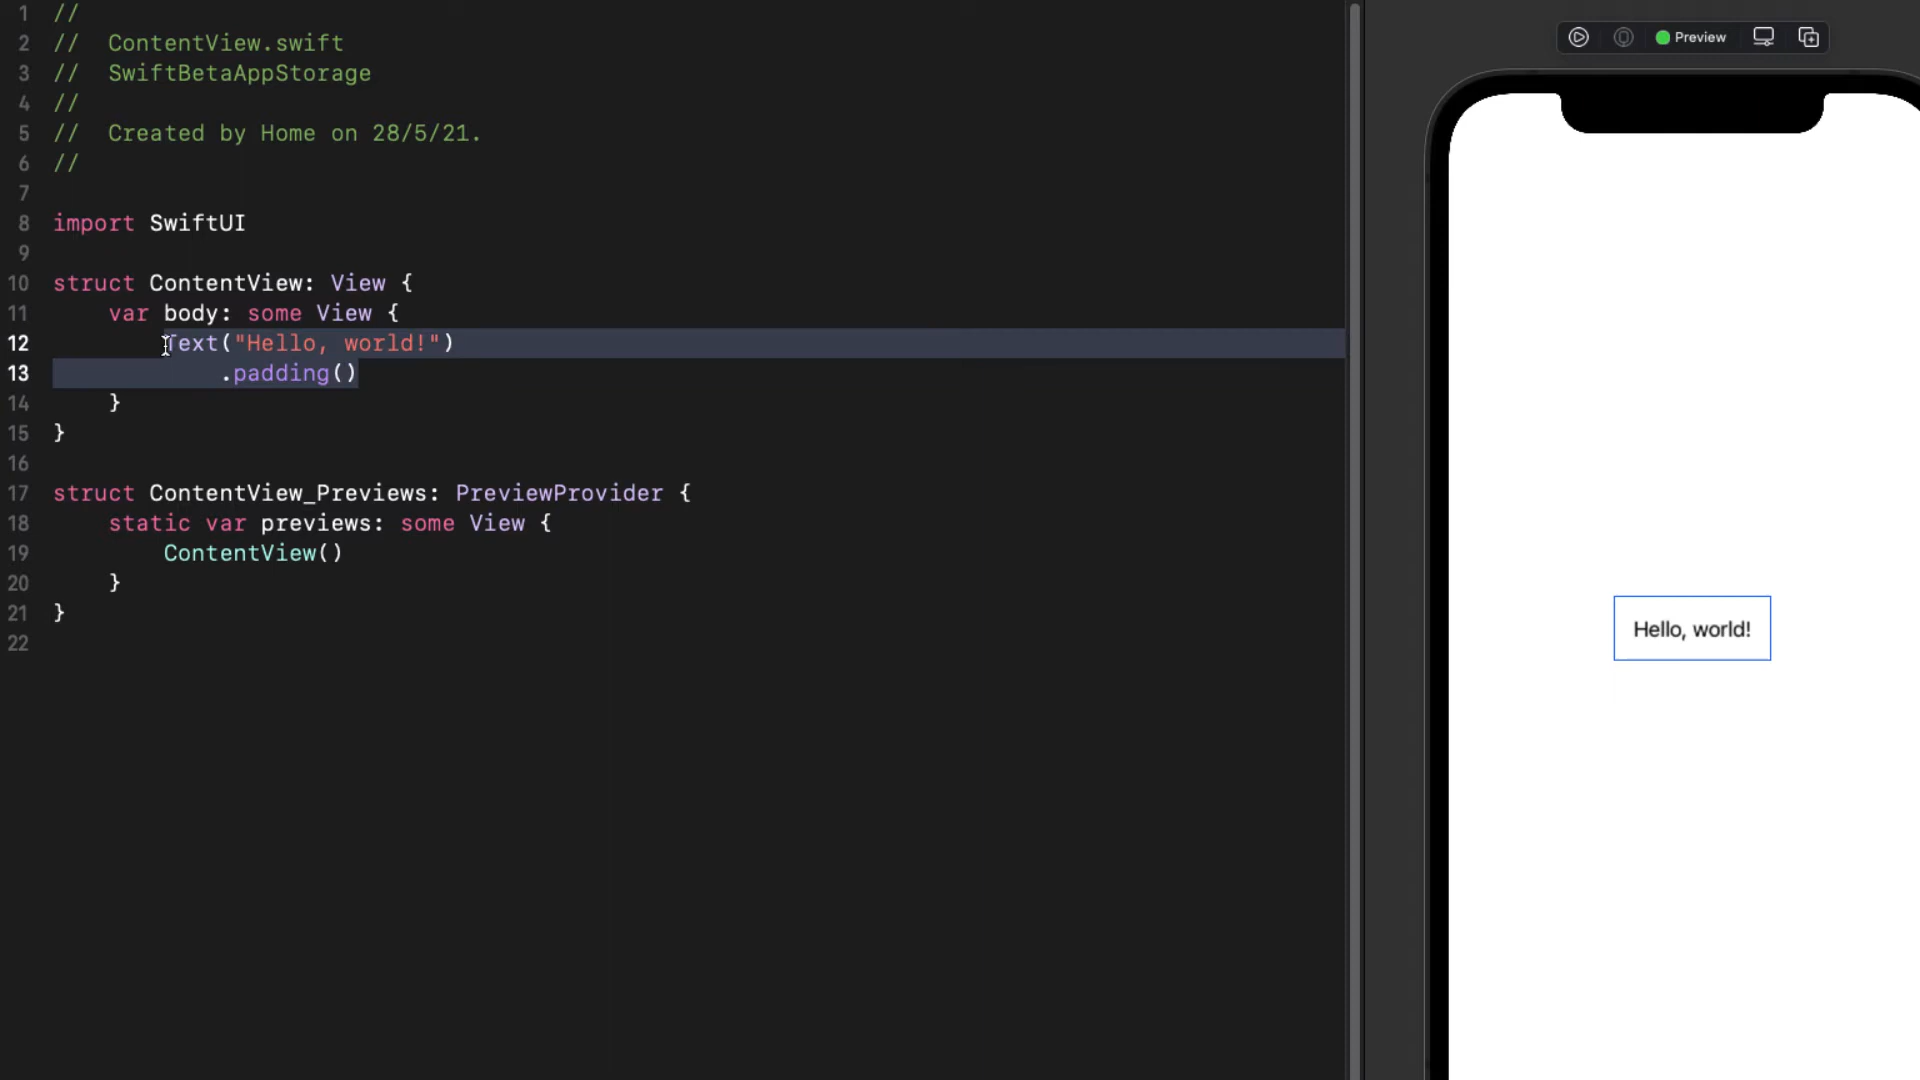 1 //
2 //  ContentView.swift
3 //  SwiftBetaAppStorage
4 //
5 //  Created by Home on 28/5/21.
6 //
7
8 import SwiftUI
9
10 struct ContentView: View {
11     var body: some View {
12         Text("Hello, world!")
13             .padding()
14     }
15 }
16
17 struct ContentView_Previews: PreviewProvider {
18     static var previews: some View {
19         ContentView()
20     }
21 }
22
Preview
Hello, world!